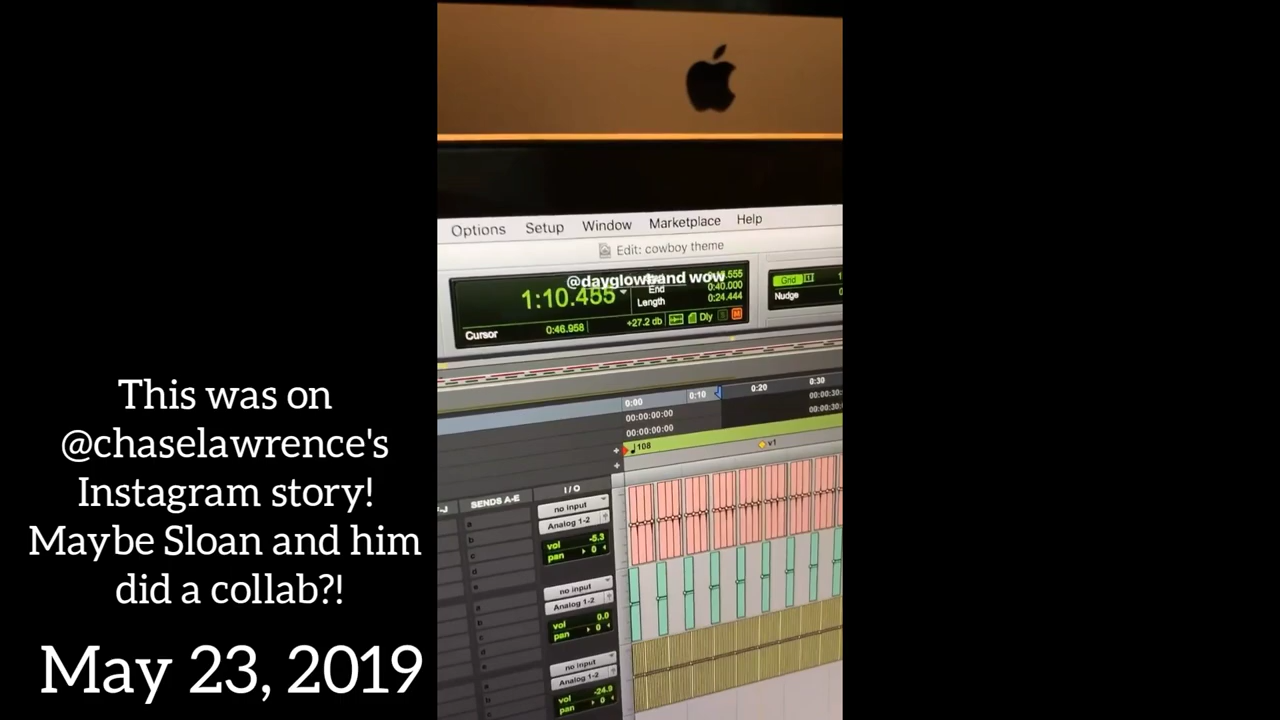 Options Setup Window Marketplace Help
Edit: cowboy theme
@dayglowband wow
1:10.455
End 0:40.000
Length 0:24.444
Cursor 0:46.958 +27.2 db Dly S M
Grid
Nudge
0:00 0:10 0:20 0:30
00:00:00:00
00:00:00:00
108
v1
SENDS A-E I / O
no input
Analog 1-2
vol -5.3
pan 0
a
b
c
d
e
no input
Analog 1-2
vol 0.0
pan 0
a
b
c
d
e
no input
Analog 1-2
vol -24.9
pan 0
a
b
c
This was on
@chaselawrence's
Instagram story!
Maybe Sloan and him
did a collab?!
May 23, 2019